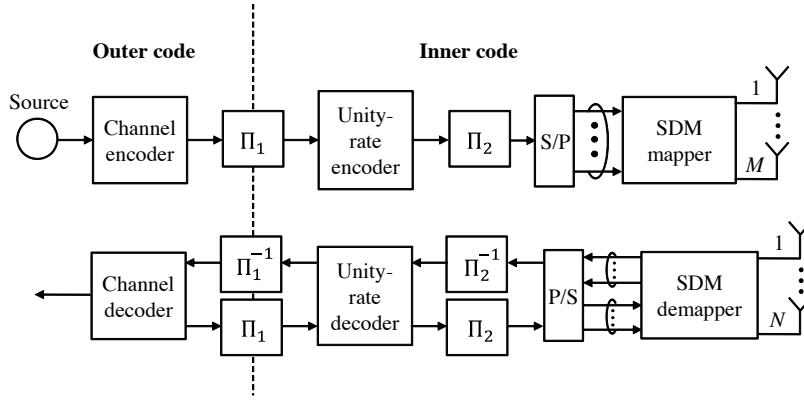 Outer code
Inner code
Source
Channel
encoder
Π₁
Unity-
rate
encoder
Π₂
S/P
SDM
mapper
1
M
Channel
decoder
Π₁⁻¹
Π₁
Unity-
rate
decoder
Π₂⁻¹
Π₂
P/S
SDM
demapper
1
N